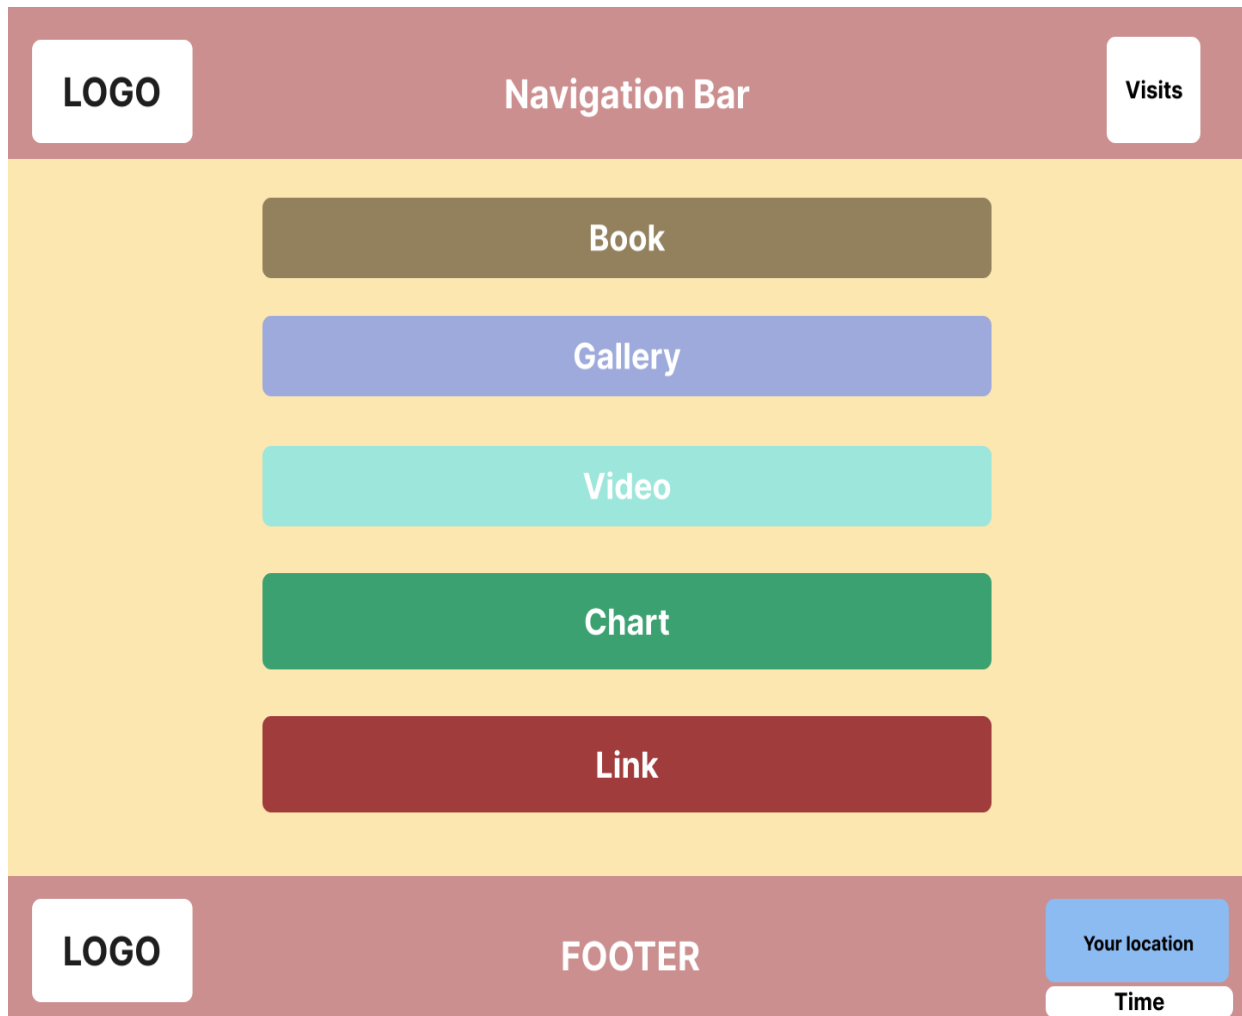 LOGO
Navigation Bar
Visits
Book
Gallery
Video
Chart
Link
LOGO
FOOTER
Your location
Time